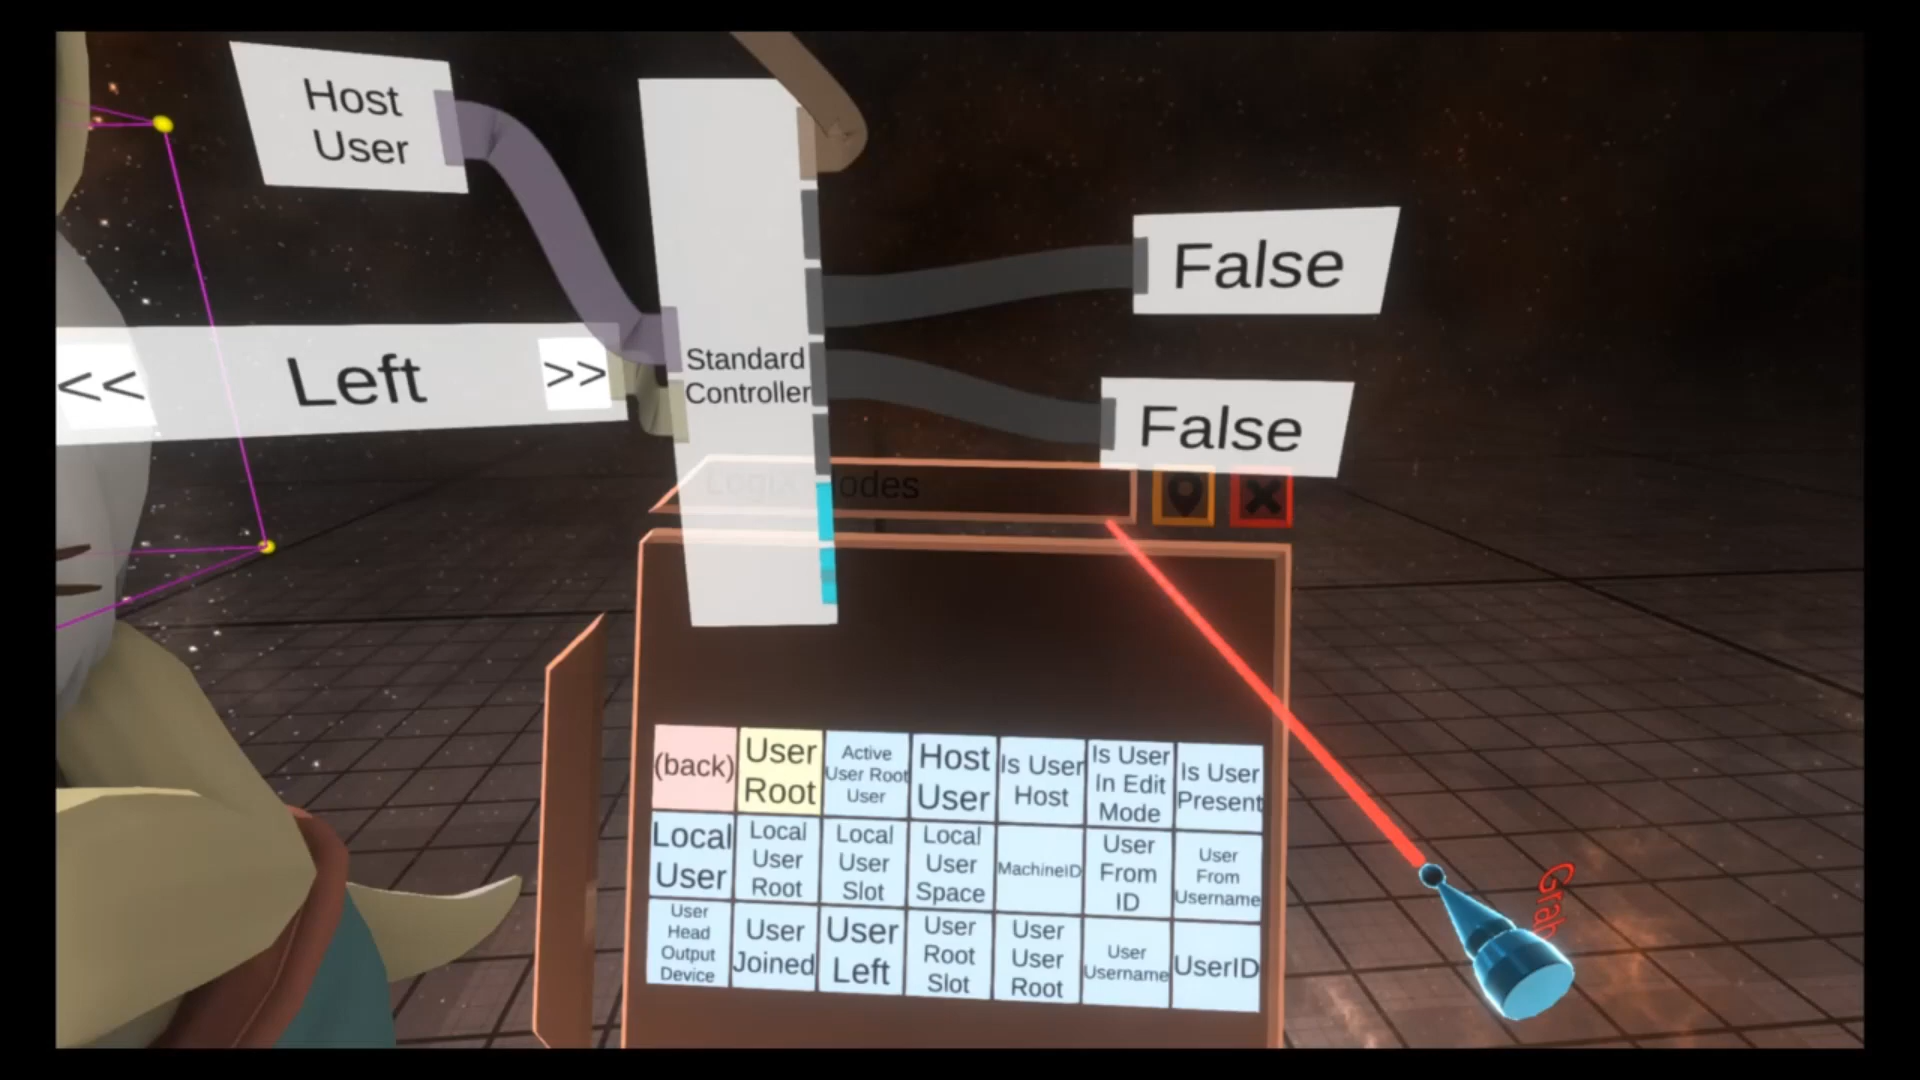 Host
User
False
<< Left >>
Standard
Controller
False
Logix Nodes
(back)
User
Root
Active
User Root
User
Host
User
Is User
Host
Is User
In Edit
Mode
Is User
Present
Local
User
Local
User
Root
Local
User
Slot
Local
User
Space
MachineID
User
From
ID
User
From
Username
User
Head
Output
Device
User
Joined
User
Left
User
Root
Slot
User
User
Root
User
Username
UserID
Grab